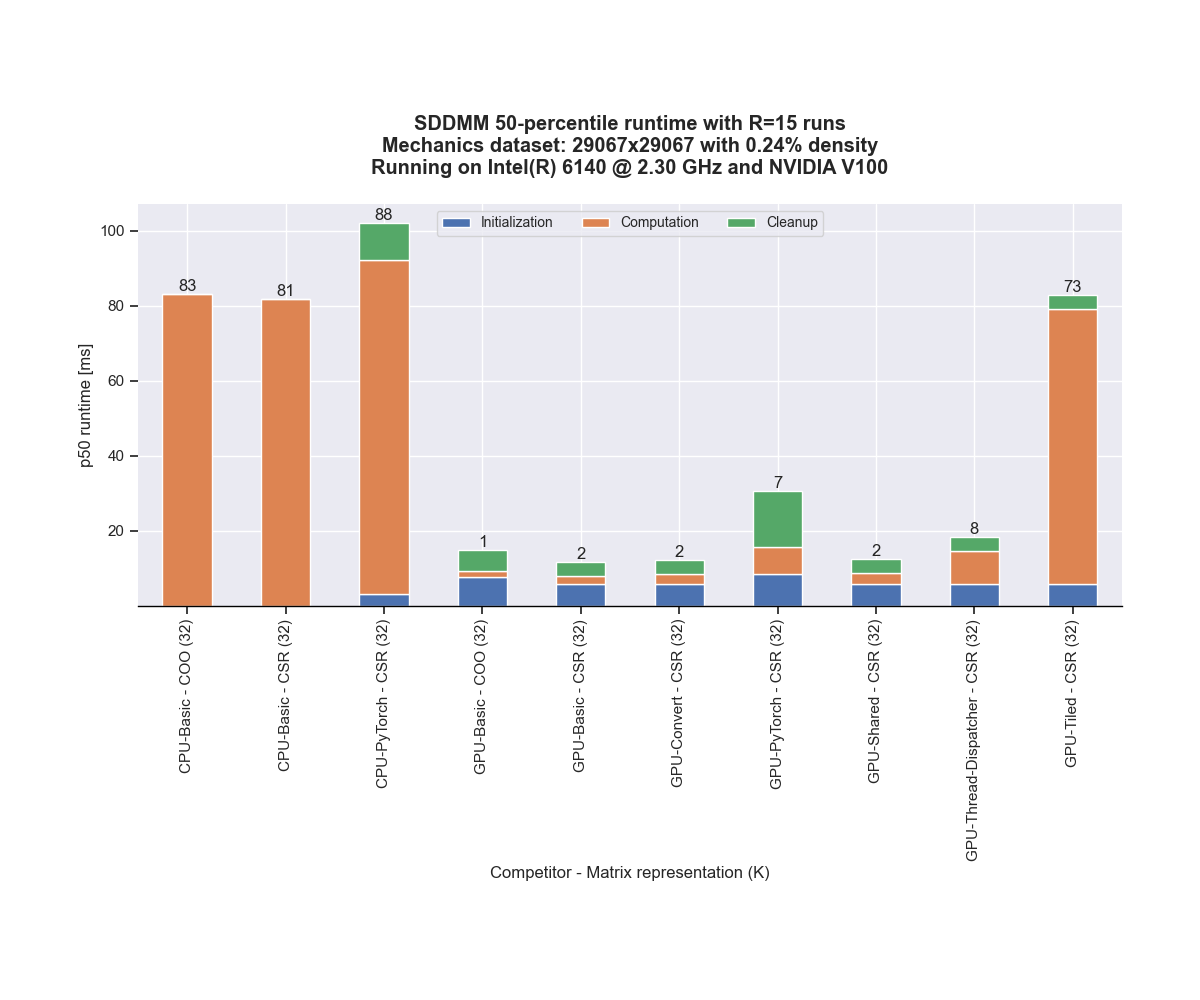 SDDMM 50-percentile runtime with R=15 runs
Mechanics dataset: 29067x29067 with 0.24% density
Running on Intel(R) 6140 @ 2.30 GHz and NVIDIA V100
Initialization
Computation
Cleanup
p50 runtime [ms]
100
80
60
40
20
83
81
88
1
2
2
7
2
8
73
CPU-Basic - COO (32)
CPU-Basic - CSR (32)
CPU-PyTorch - CSR (32)
GPU-Basic - COO (32)
GPU-Basic - CSR (32)
GPU-Convert - CSR (32)
GPU-PyTorch - CSR (32)
GPU-Shared - CSR (32)
GPU-Thread-Dispatcher - CSR (32)
GPU-Tiled - CSR (32)
Competitor - Matrix representation (K)